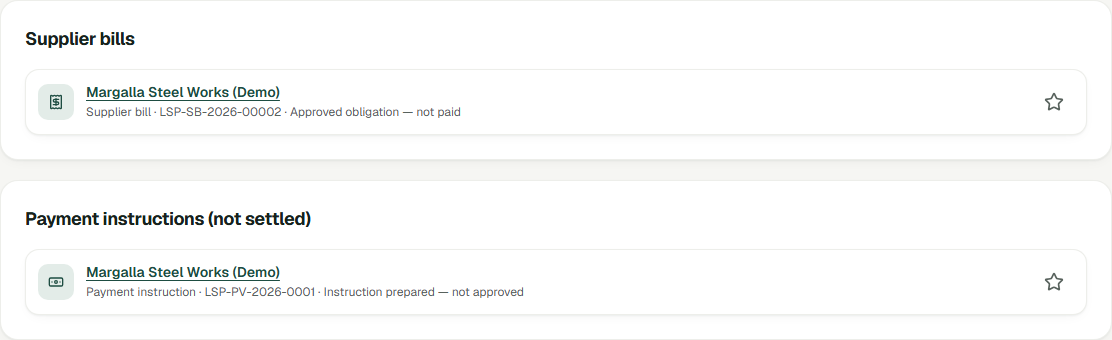 Supplier bills
Margalla Steel Works (Demo)
Supplier bill · LSP-SB-2026-00002 · Approved obligation — not paid
Payment instructions (not settled)
Margalla Steel Works (Demo)
Payment instruction · LSP-PV-2026-0001 · Instruction prepared — not approved